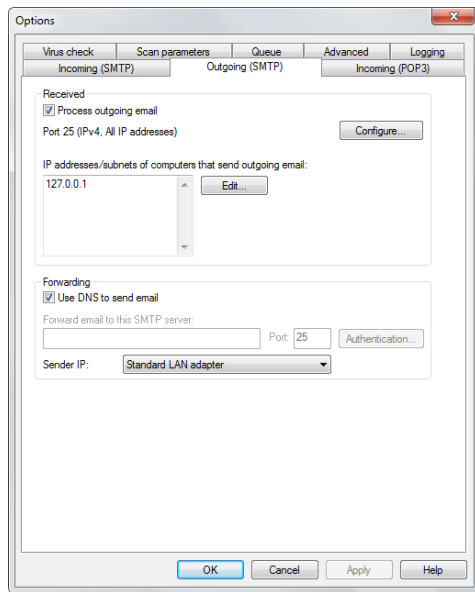 Options
Virus check Scan parameters Queue Advanced Logging
Incoming (SMTP) Outgoing (SMTP) Incoming (POP3)
Received
Process outgoing email
Port 25 (IPv4, All IP addresses) Configure...
IP addresses/subnets of computers that send outgoing email:
127.0.0.1 Edit...
Forwarding
Use DNS to send email
Forward email to this SMTP server:
Port: 25 Authentication...
Sender IP: Standard LAN adapter
OK Cancel Apply Help